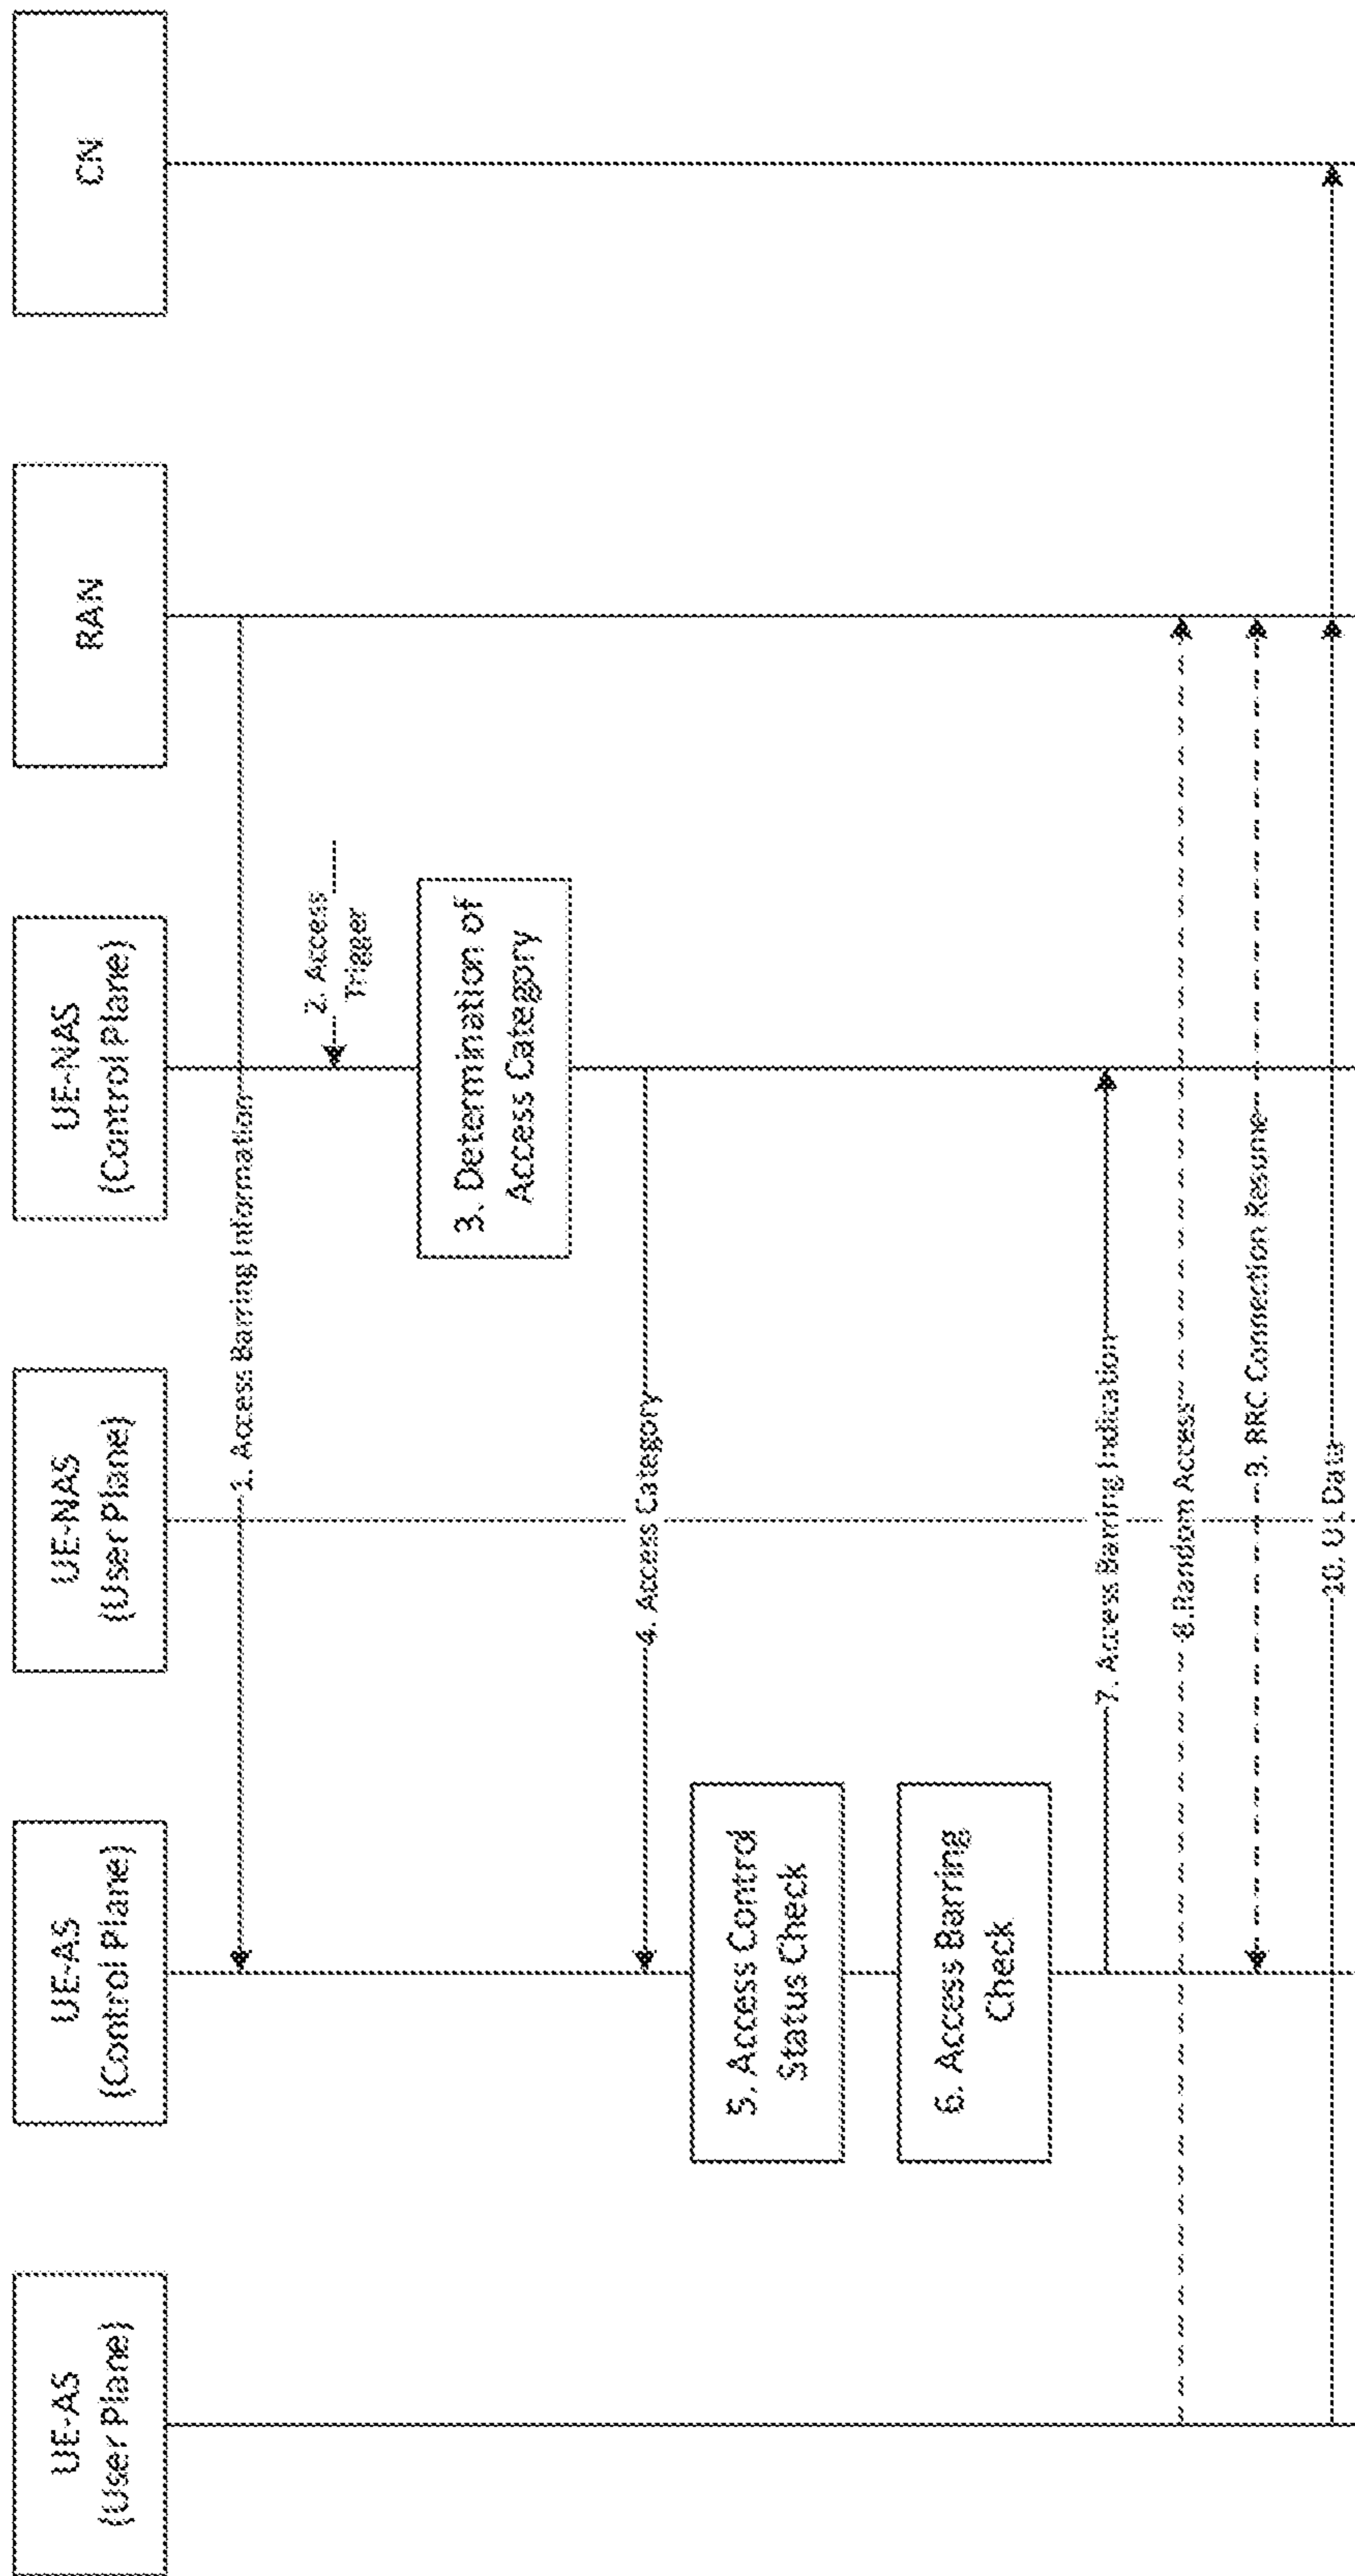 UE-AS
(User Plane)
UE-AS
(Control Plane)
UE-NAS
(User Plane)
UE-NAS
(Control Plane)
RAN
CN
1. Access Barring Information
2. Access
Trigger
3. Determination of
Access Category
4. Access Category
5. Access Control
Status Check
6. Access Barring
Check
7. Access Barring Indication
8.Random Access
9. RRC Connection Resume
10. UL Data